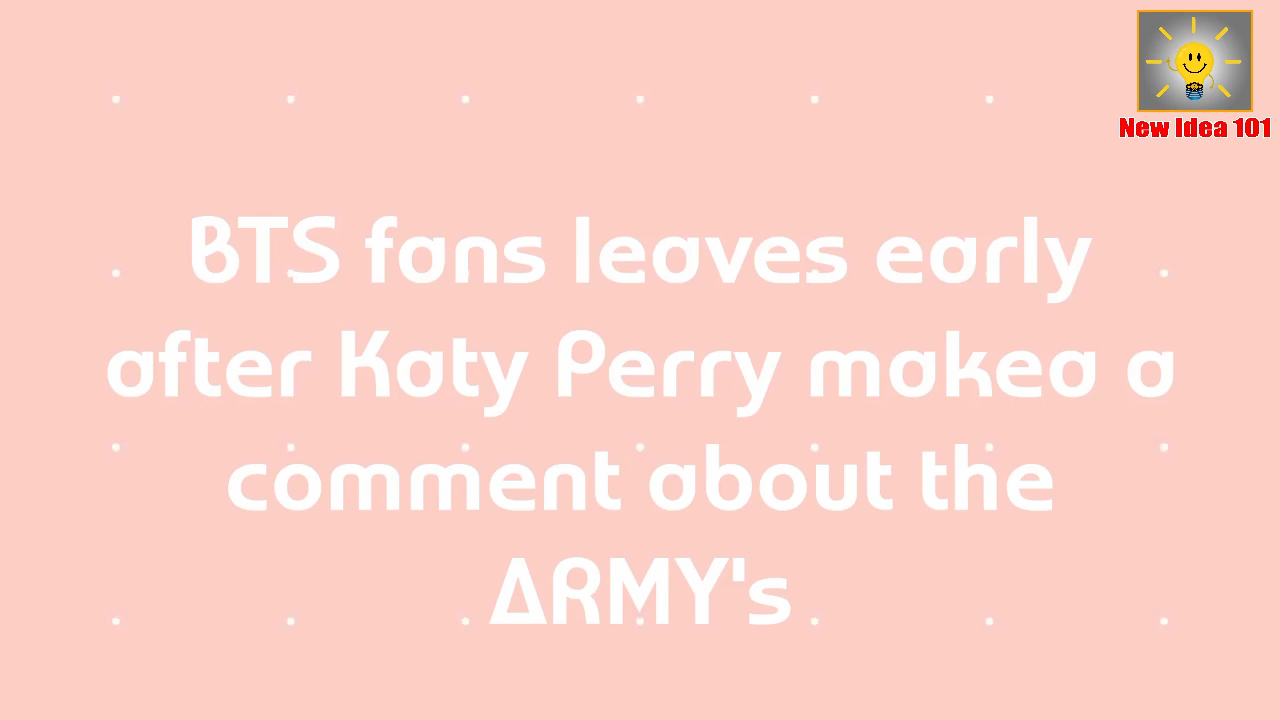 New Idea 101
BTS fans leaves early
after Katy Perry makea a
comment about the
ARMY's